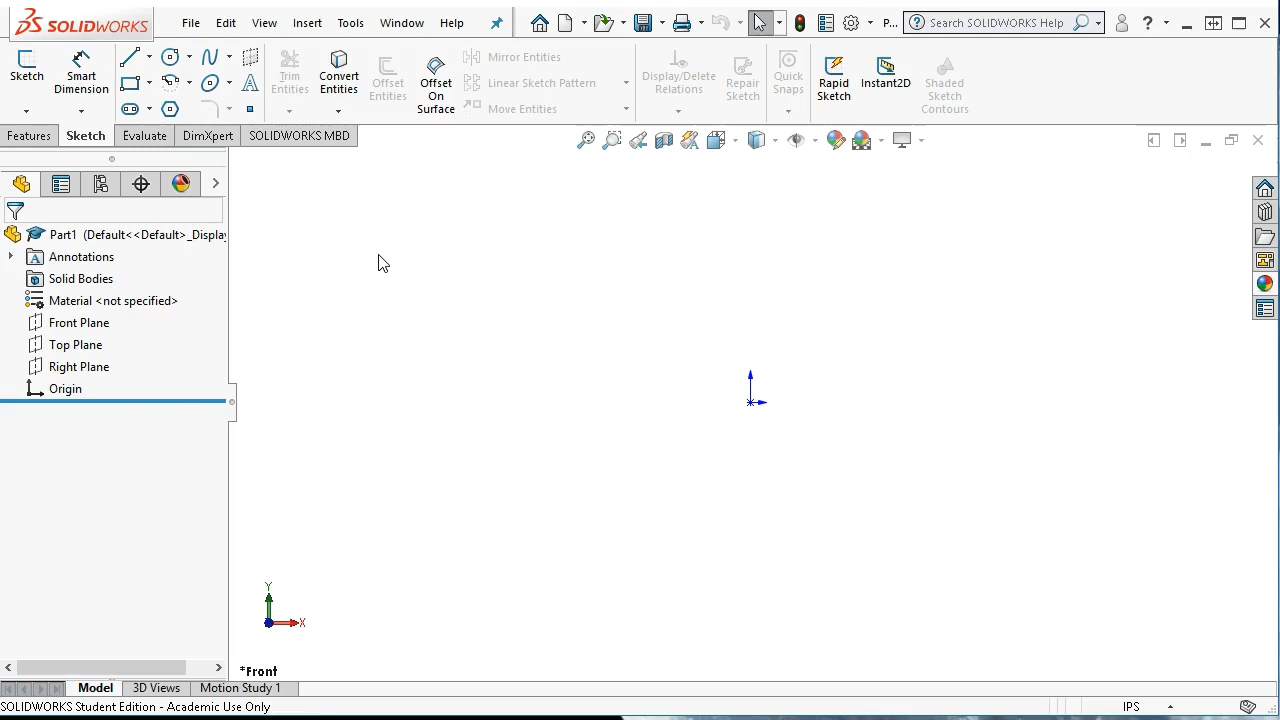 SOLIDWORKS File Edit View Insert Tools Window Help P... Search SOLIDWORKS Help ?
Sketch Smart Dimension Trim Entities Convert Entities Offset Entities Offset On Surface Mirror Entities Display/Delete Relations Repair Sketch Quick Snaps Rapid Sketch Instant2D Shaded Sketch Contours
Linear Sketch Pattern
Move Entities
Features Sketch Evaluate DimXpert SOLIDWORKS MBD
Part1 (Default<<Default>_Display
Annotations
Solid Bodies
Material <not specified>
Front Plane
Top Plane
Right Plane
Origin
Y
X
*Front
Model 3D Views Motion Study 1
SOLIDWORKS Student Edition - Academic Use Only IPS